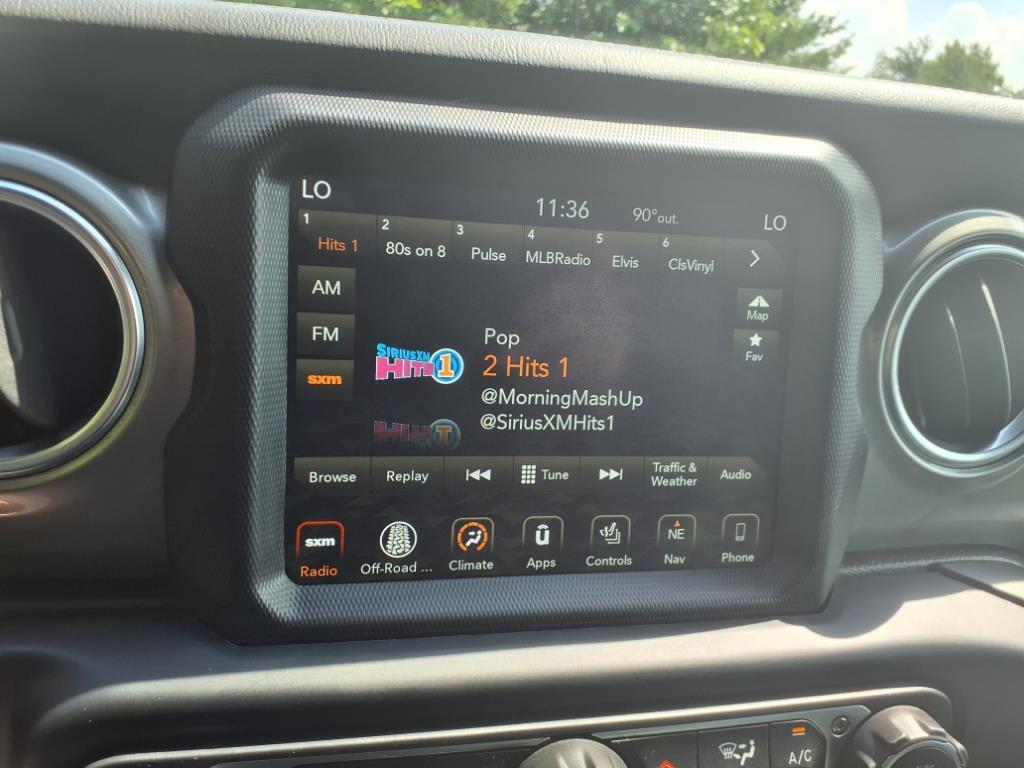 LO
11:36
90°out.
LO
1
Hits 1
2
80s on 8
3
Pulse
4
MLBRadio
5
Elvis
6
ClsVinyl
AM
FM
sxm
Map
Fav
SIRIUSXM
HITS 1
Pop
2 Hits 1
@MorningMashUp
@SiriusXMHits1
Browse
Replay
Tune
Traffic &
Weather
Audio
sxm
Radio
Off-Road ...
Climate
u
Apps
Controls
NE
Nav
Phone
A/C